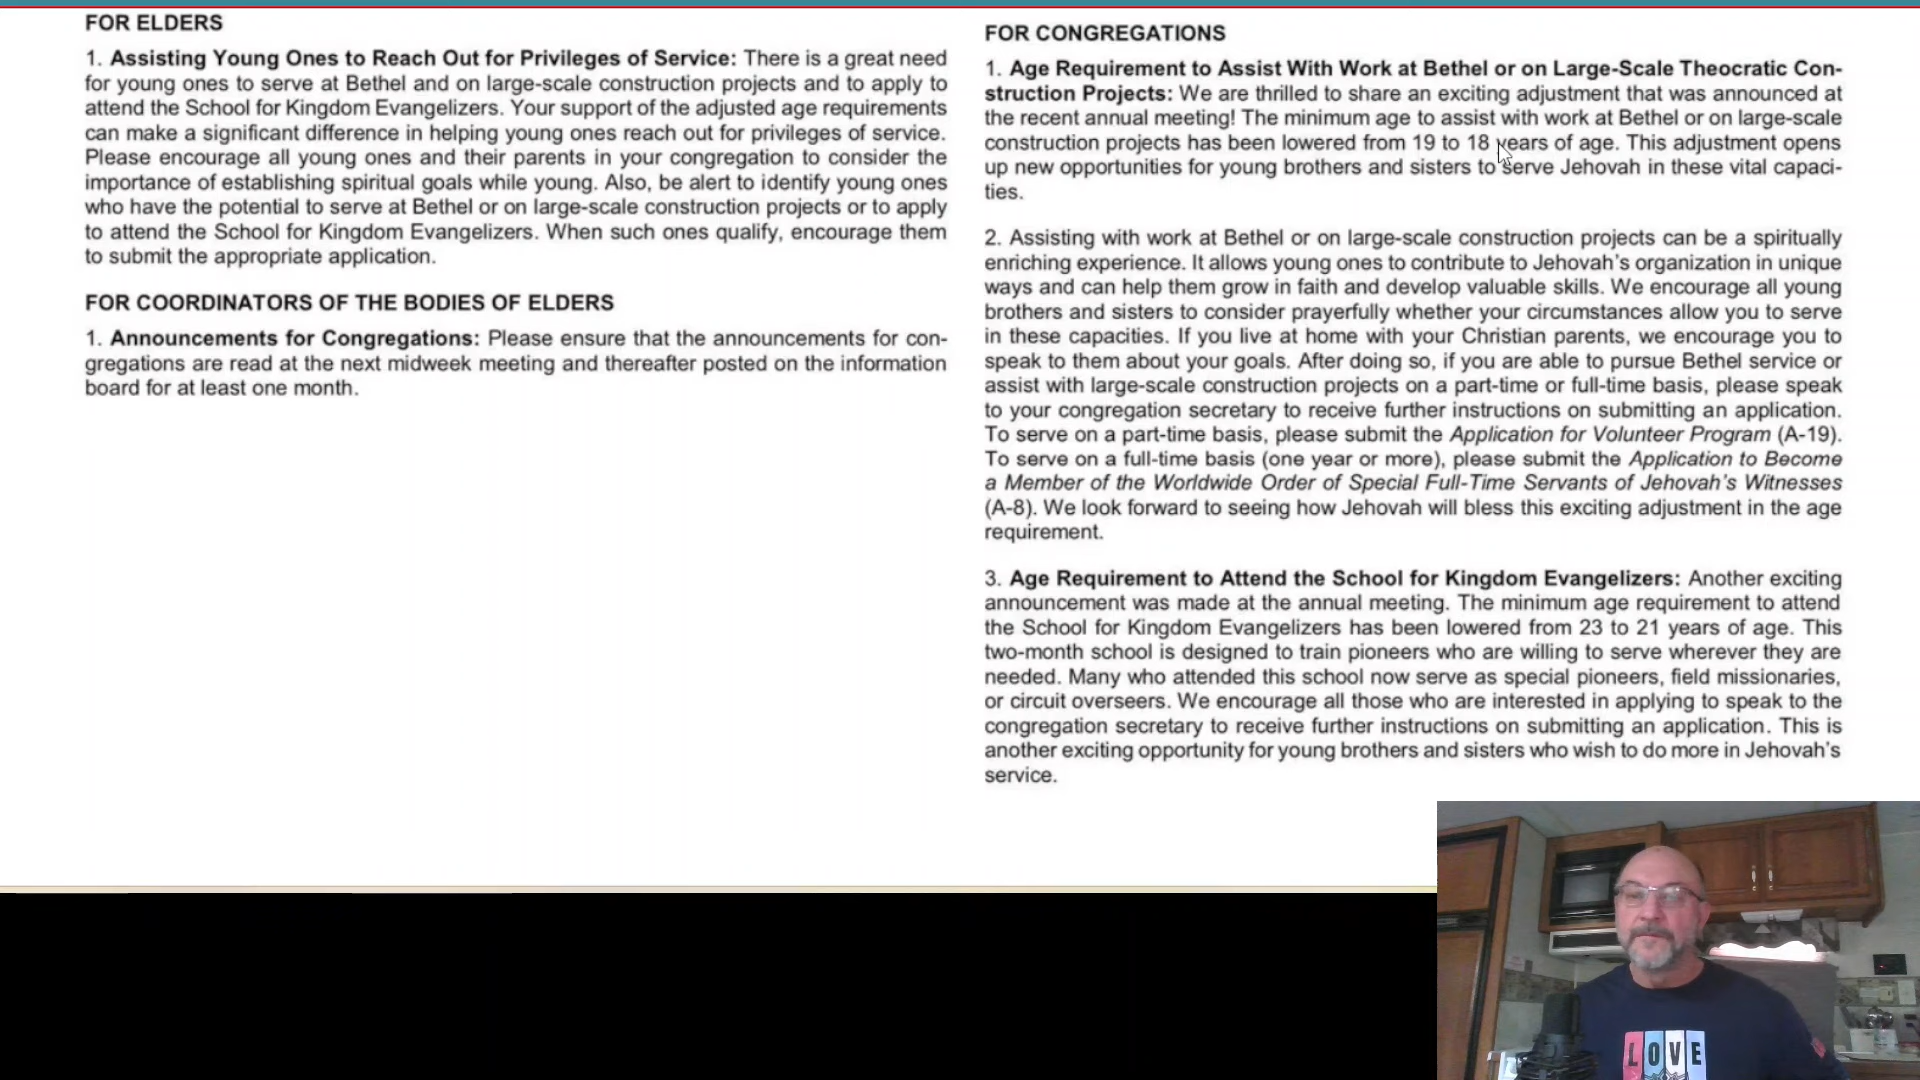 FOR ELDERS
1. Assisting Young Ones to Reach Out for Privileges of Service: There is a great need
for young ones to serve at Bethel and on large-scale construction projects and to apply to
attend the School for Kingdom Evangelizers. Your support of the adjusted age requirements
can make a significant difference in helping young ones reach out for privileges of service.
Please encourage all young ones and their parents in your congregation to consider the
importance of establishing spiritual goals while young. Also, be alert to identify young ones
who have the potential to serve at Bethel or on large-scale construction projects or to apply
to attend the School for Kingdom Evangelizers. When such ones qualify, encourage them
to submit the appropriate application.
FOR COORDINATORS OF THE BODIES OF ELDERS
1. Announcements for Congregations: Please ensure that the announcements for con-
gregations are read at the next midweek meeting and thereafter posted on the information
board for at least one month.
FOR CONGREGATIONS
1. Age Requirement to Assist With Work at Bethel or on Large-Scale Theocratic Con-
struction Projects: We are thrilled to share an exciting adjustment that was announced at
the recent annual meeting! The minimum age to assist with work at Bethel or on large-scale
construction projects has been lowered from 19 to 18 years of age. This adjustment opens
up new opportunities for young brothers and sisters to serve Jehovah in these vital capaci-
ties.
2. Assisting with work at Bethel or on large-scale construction projects can be a spiritually
enriching experience. It allows young ones to contribute to Jehovah's organization in unique
ways and can help them grow in faith and develop valuable skills. We encourage all young
brothers and sisters to consider prayerfully whether your circumstances allow you to serve
in these capacities. If you live at home with your Christian parents, we encourage you to
speak to them about your goals. After doing so, if you are able to pursue Bethel service or
assist with large-scale construction projects on a part-time or full-time basis, please speak
to your congregation secretary to receive further instructions on submitting an application.
To serve on a part-time basis, please submit the Application for Volunteer Program (A-19).
To serve on a full-time basis (one year or more), please submit the Application to Become
a Member of the Worldwide Order of Special Full-Time Servants of Jehovah's Witnesses
(A-8). We look forward to seeing how Jehovah will bless this exciting adjustment in the age
requirement.
3. Age Requirement to Attend the School for Kingdom Evangelizers: Another exciting
announcement was made at the annual meeting. The minimum age requirement to attend
the School for Kingdom Evangelizers has been lowered from 23 to 21 years of age. This
two-month school is designed to train pioneers who are willing to serve wherever they are
needed. Many who attended this school now serve as special pioneers, field missionaries,
or circuit overseers. We encourage all those who are interested in applying to speak to the
congregation secretary to receive further instructions on submitting an application. This is
another exciting opportunity for young brothers and sisters who wish to do more in Jehovah's
service.
LOVE